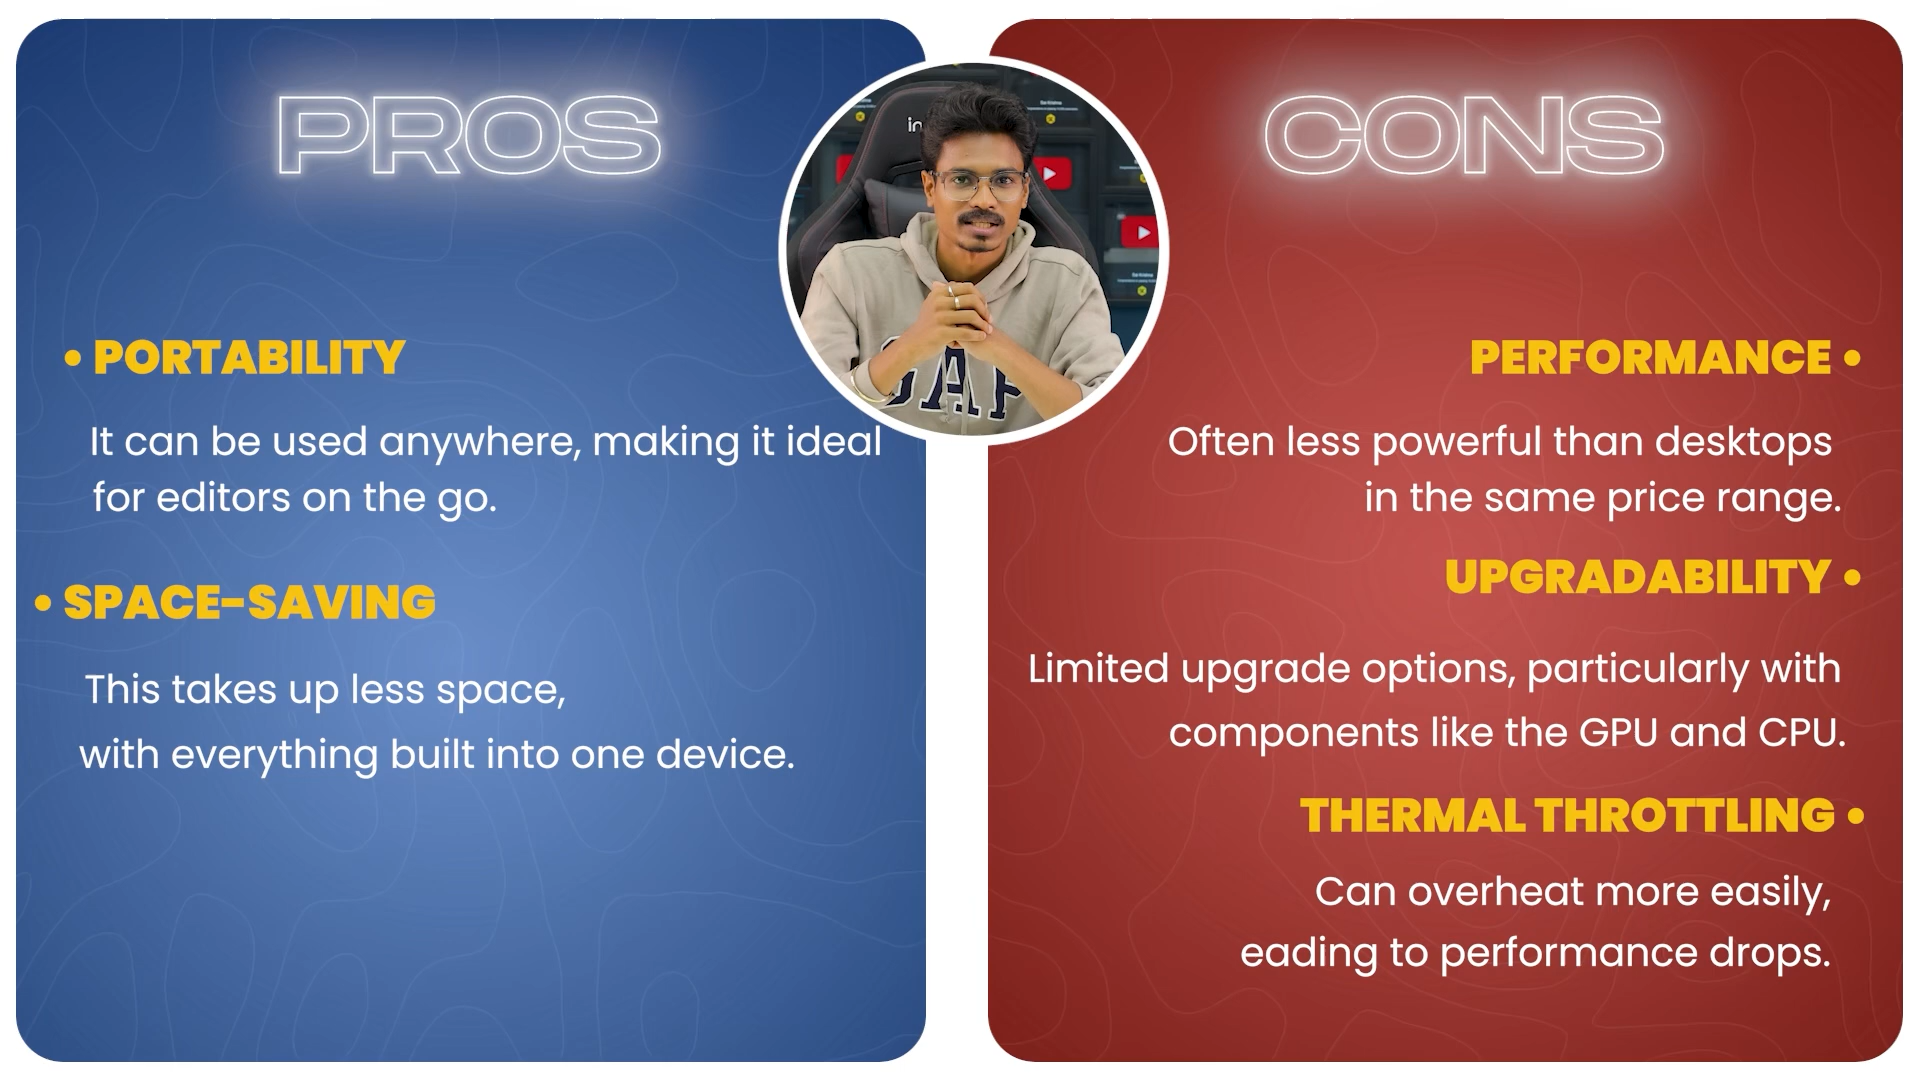 PROS
• PORTABILITY
It can be used anywhere, making it ideal
for editors on the go.
• SPACE-SAVING
This takes up less space,
with everything built into one device.
in
GAP
CONS
PERFORMANCE •
Often less powerful than desktops
in the same price range.
UPGRADABILITY •
Limited upgrade options, particularly with
components like the GPU and CPU.
THERMAL THROTTLING •
Can overheat more easily,
eading to performance drops.